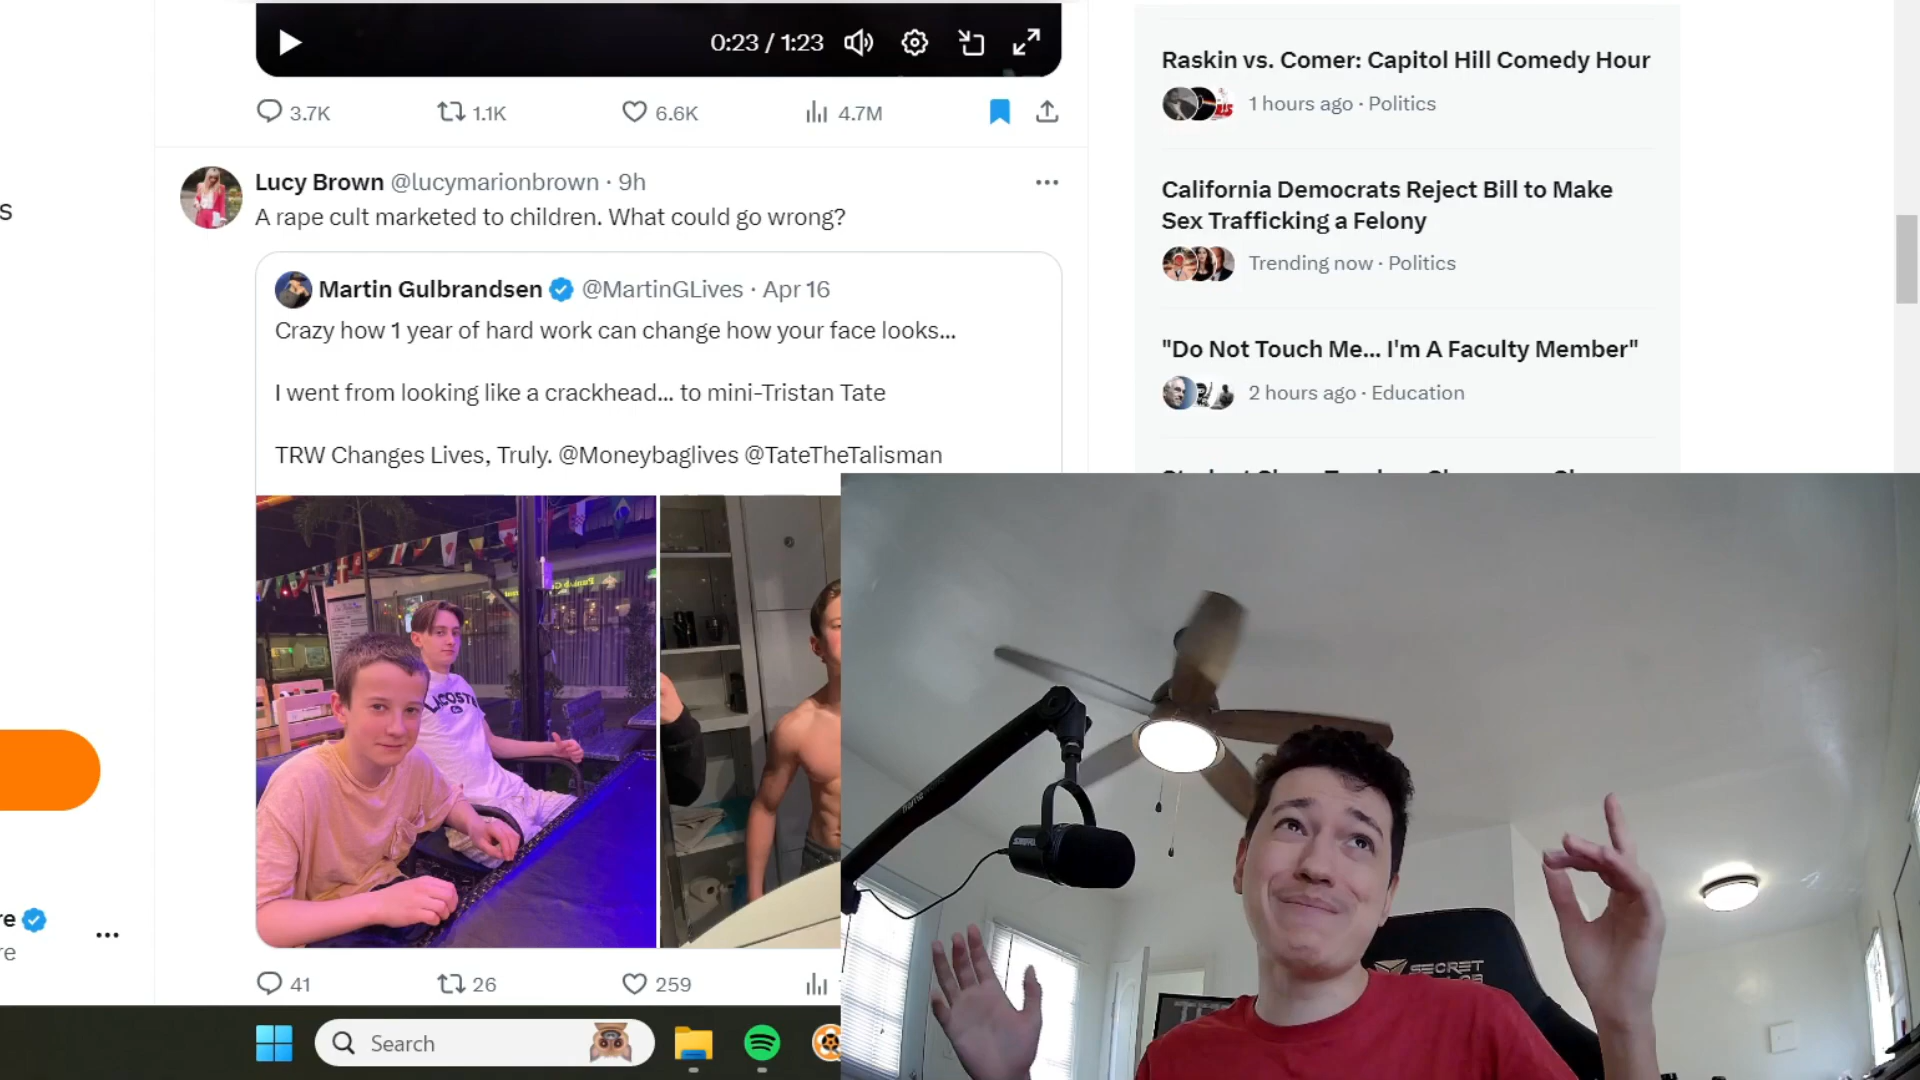 0:23 / 1:23
3.7K
1.1K
6.6K
4.7M
Lucy Brown @lucymarionbrown · 9h
A rape cult marketed to children. What could go wrong?
Martin Gulbrandsen @MartinGLives · Apr 16
Crazy how 1 year of hard work can change how your face looks...
I went from looking like a crackhead... to mini-Tristan Tate
TRW Changes Lives, Truly. @Moneybaglives @TateTheTalisman
LACOSTE
41
26
259
Raskin vs. Comer: Capitol Hill Comedy Hour
1 hours ago · Politics
California Democrats Reject Bill to Make
Sex Trafficking a Felony
Trending now · Politics
"Do Not Touch Me... I'm A Faculty Member"
2 hours ago · Education
s
re
re
SECRET
Search